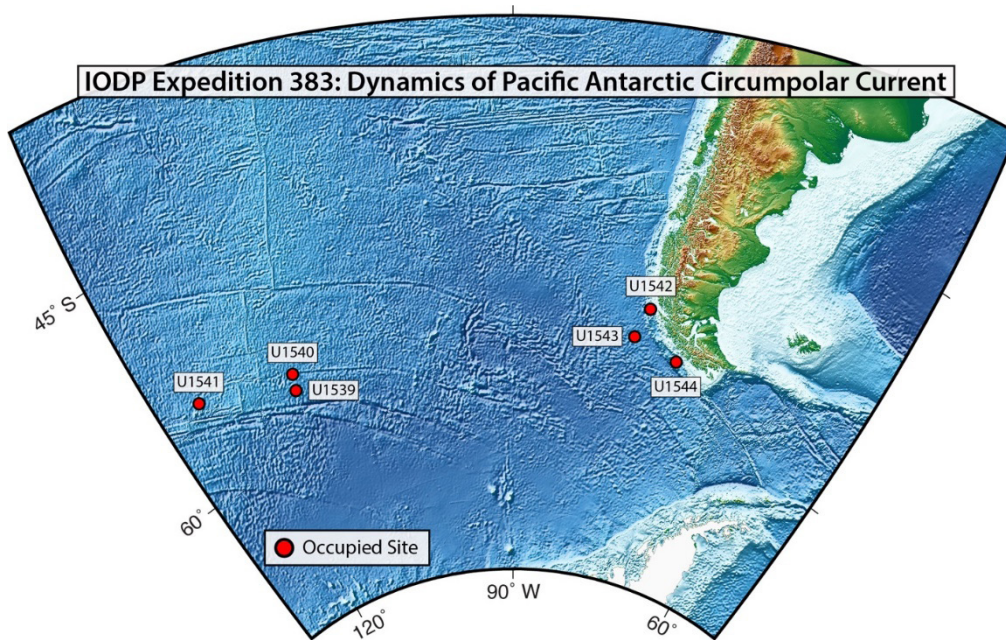 IODP Expedition 383: Dynamics of Pacific Antarctic Circumpolar Current
45° S
U1542
U1543
U1540
U1541
U1539
U1544
60°
Occupied Site
120°
90° W
60°